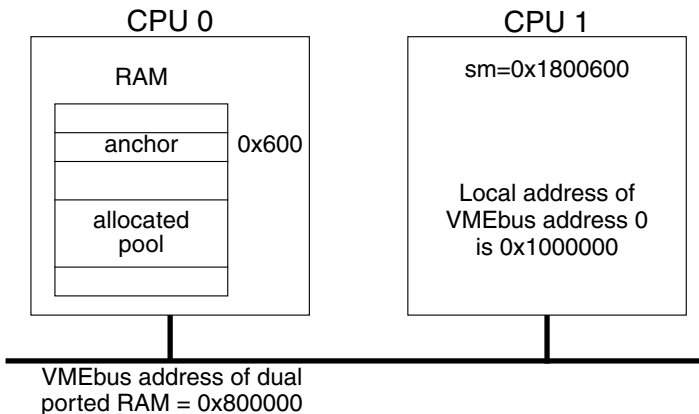 CPU 0
RAM
anchor
0x600
allocated
pool
CPU 1
sm=0x1800600
Local address of
VMEbus address 0
is 0x1000000
VMEbus address of dual
ported RAM = 0x800000